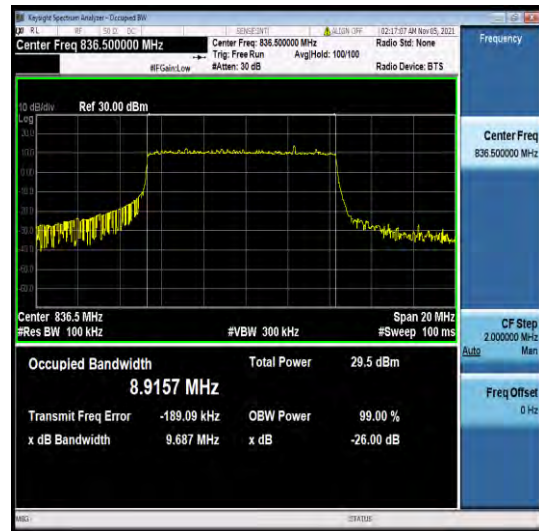 Keysight Spectrum Analyzer - Occupied BW
RL RF 50 Ω DC SENSE:INT ALIGN OFF 02:17:07 AM Nov 05, 2021
Center Freq 836.500000 MHz Center Freq: 836.500000 MHz Radio Std: None Frequency
Trig: Free Run Avg|Hold: 100/100
#IFGain:Low #Atten: 30 dB Radio Device: BTS
10 dB/div Ref 30.00 dBm
Log
Center Freq
836.500000 MHz
Center 836.5 MHz Span 20 MHz
#Res BW 100 kHz #VBW 300 kHz #Sweep 100 ms
CF Step
2.000000 MHz
Auto Man
Occupied Bandwidth Total Power 29.5 dBm
8.9157 MHz
Freq Offset
0 Hz
Transmit Freq Error -189.09 kHz OBW Power 99.00 %
x dB Bandwidth 9.687 MHz x dB -26.00 dB
MSG STATUS